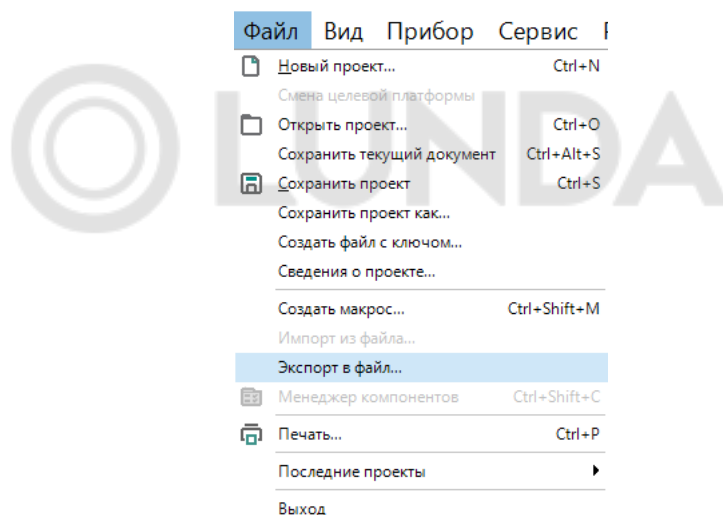 Файл Вид Прибор Сервис
Новый проект... Ctrl+N
Смена целевой платформы
Открыть проект... Ctrl+O
Сохранить текущий документ Ctrl+Alt+S
Сохранить проект Ctrl+S
Сохранить проект как...
Создать файл с ключом...
Сведения о проекте...
Создать макрос... Ctrl+Shift+M
Импорт из файла...
Экспорт в файл...
Менеджер компонентов Ctrl+Shift+C
Печать... Ctrl+P
Последние проекты
Выход
LUNDA